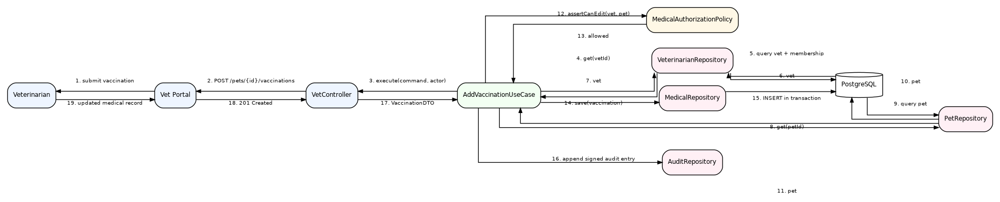 12. assertCanEdit(vet, pet)
MedicalAuthorizationPolicy
13. allowed
4. get(vetId)
VeterinarianRepository
5. query vet + membership
1. submit vaccination
2. POST /pets/{id}/vaccinations
3. execute(command, actor)
7. vet
6. vet
10. pet
PostgreSQL
Veterinarian
Vet Portal
VetController
AddVaccinationUseCase
MedicalRepository
15. INSERT in transaction
19. updated medical record
18. 201 Created
17. VaccinationDTO
14. save(vaccination)
9. query pet
PetRepository
8. get(petId)
16. append signed audit entry
AuditRepository
11. pet